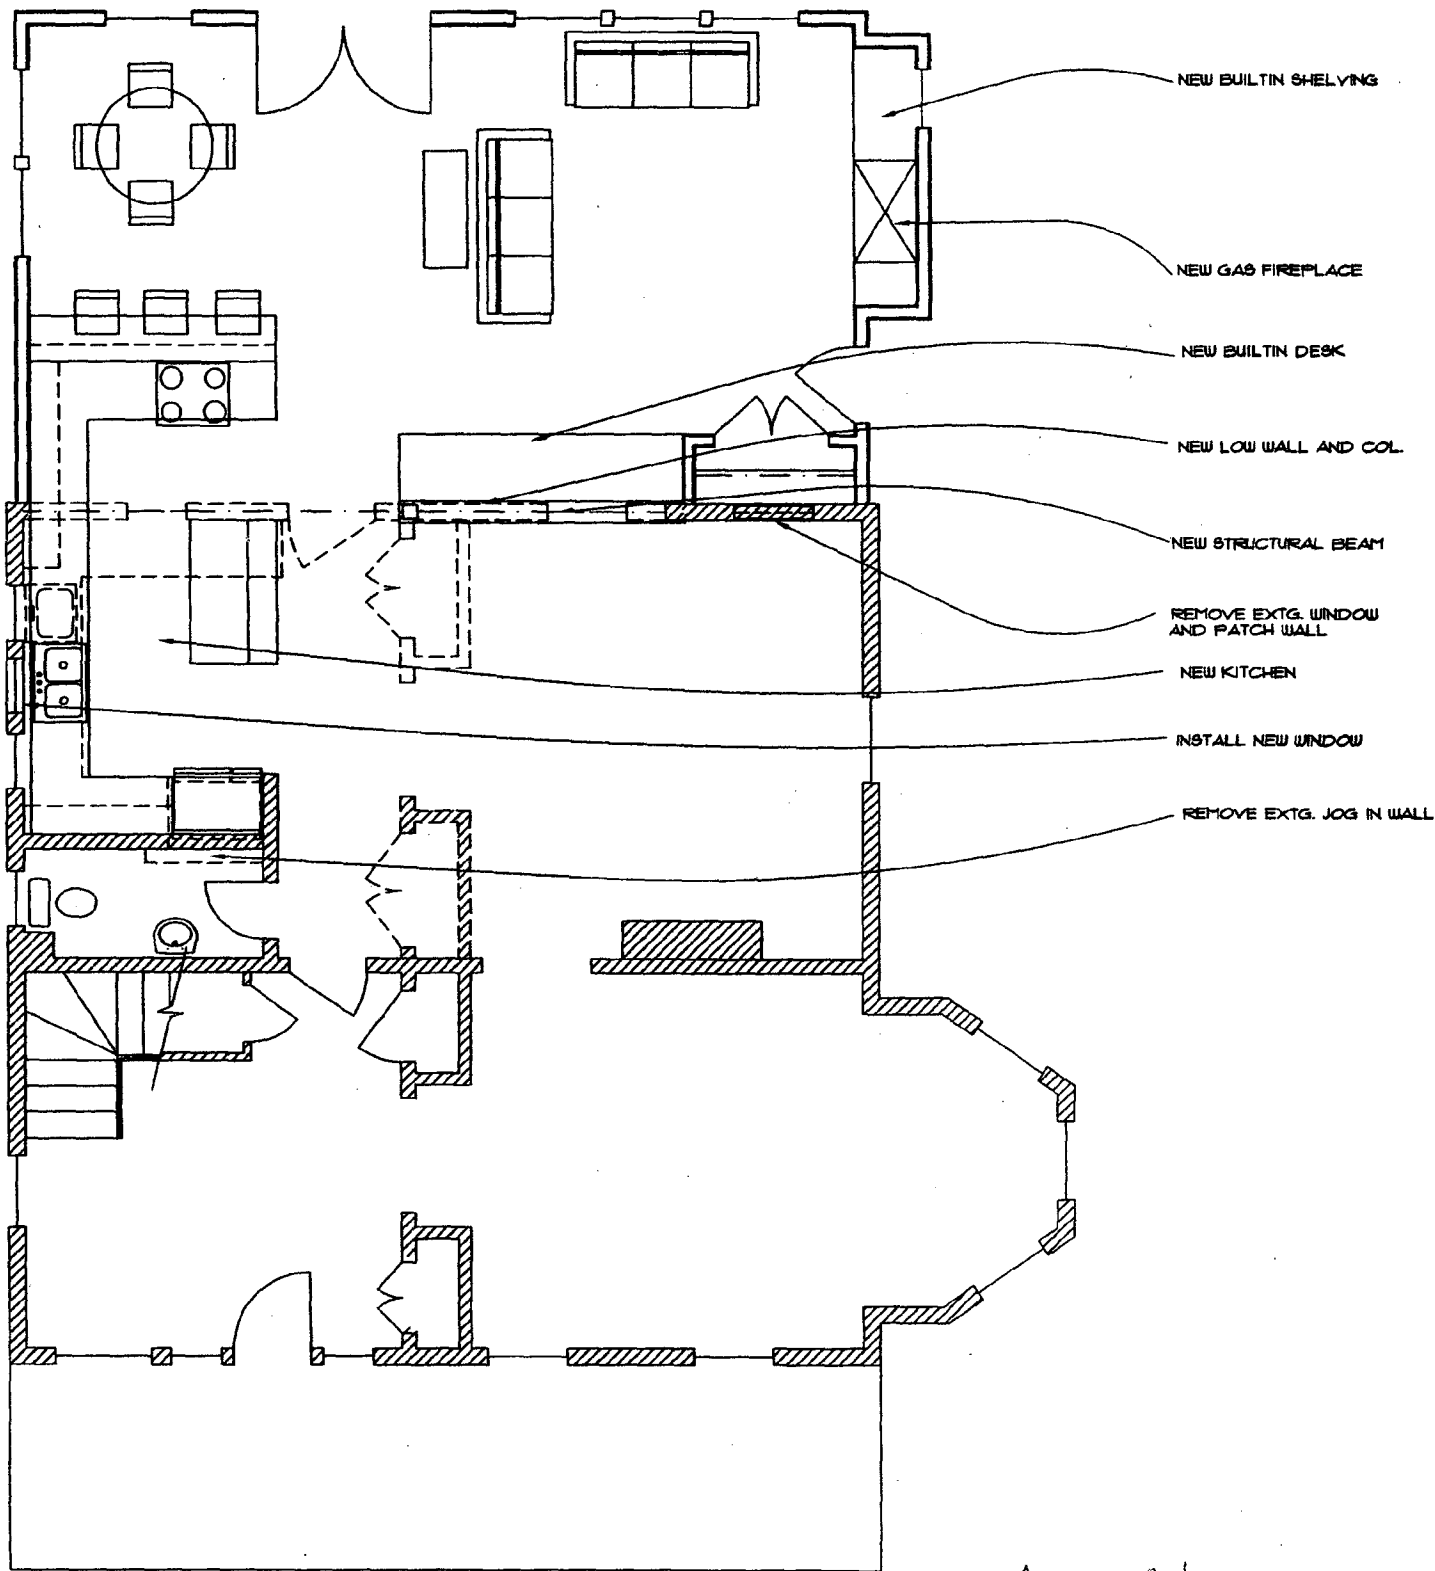 NEW BUILTIN SHELVING
NEW GAS FIREPLACE
NEW BUILTIN DESK
NEW LOW WALL AND COL.
NEW STRUCTURAL BEAM
REMOVE EXTG. WINDOW
AND PATCH WALL
NEW KITCHEN
INSTALL NEW WINDOW
REMOVE EXTG. JOG IN WALL